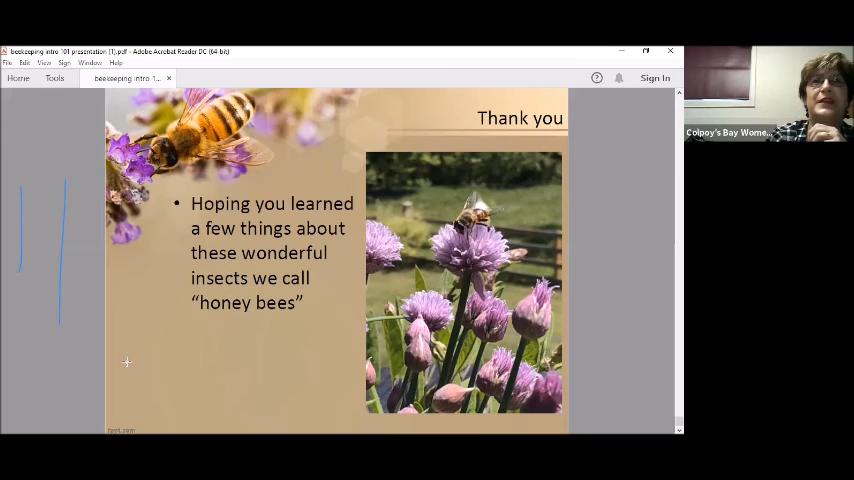 beekeeping intro 101 presentation (1).pdf - Adobe Acrobat Reader DC (64-bit)
File Edit View Sign Window Help
Home Tools beekeeping intro 1... × Sign In
Thank you
• Hoping you learned
a few things about
these wonderful
insects we call
“honey bees”
Colpoy's Bay Wome...